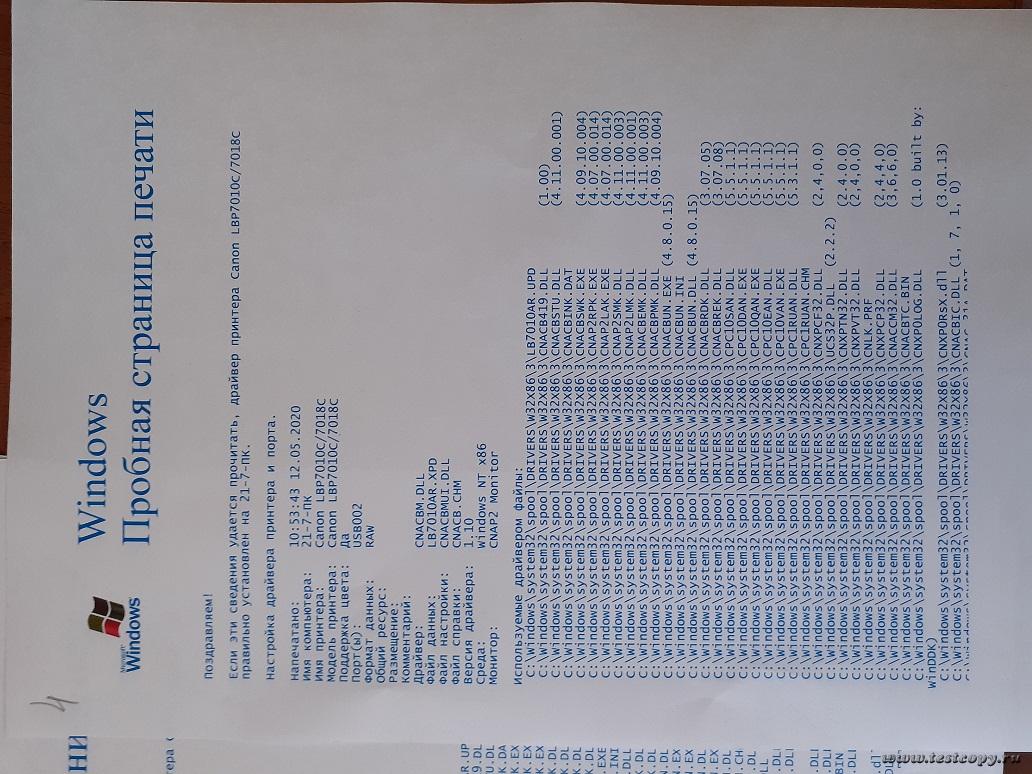 4
Microsoft
Windows
Windows
Пробная страница печати
Поздравляем!
Если эти сведения удается прочитать, драйвер принтера Canon LBP7010C/7018C
правильно установлен на 21-7-ПК.
настройка драйвера принтера и порта.
Напечатано: 10:53:43 12.05.2020
Имя компьютера: 21-7-ПК
Имя принтера: Canon LBP7010C/7018C
Модель принтера: Canon LBP7010C/7018C
Поддержка цвета: Да
Порт(ы): USB002
Формат данных: RAW
Общий ресурс:
Размещение:
Комментарий:
Драйвер: CNACBM.DLL
Файл данных: LB7010AR.XPD
Файл настройки: CNACBMUI.DLL
Файл справки: CNACB.CHM
Версия драйвера: 1.10
Среда: Windows NT x86
Монитор: CNAP2 Monitor
Используемые драйвером файлы:
C:\Windows\system32\spool\DRIVERS\W32X86\3\LB7010AR.UPD
C:\Windows\system32\spool\DRIVERS\W32X86\3\CNACB419.DLL (1.00)
C:\Windows\system32\spool\DRIVERS\W32X86\3\CNACBSTU.DLL (4.11.00.001)
C:\Windows\system32\spool\DRIVERS\W32X86\3\CNACBINK.DAT
C:\Windows\system32\spool\DRIVERS\W32X86\3\CNACBSWK.EXE (4.09.10.004)
C:\Windows\system32\spool\DRIVERS\W32X86\3\CNAP2RPK.EXE (4.07.00.014)
C:\Windows\system32\spool\DRIVERS\W32X86\3\CNAP2LAK.EXE (4.07.00.014)
C:\Windows\system32\spool\DRIVERS\W32X86\3\CNAP2SMK.DLL (4.11.00.003)
C:\Windows\system32\spool\DRIVERS\W32X86\3\CNAP2LMK.DLL (4.11.00.001)
C:\Windows\system32\spool\DRIVERS\W32X86\3\CNACBEMK.DLL (4.11.00.003)
C:\Windows\system32\spool\DRIVERS\W32X86\3\CNACBPMK.DLL (4.09.10.004)
C:\Windows\system32\spool\DRIVERS\W32X86\3\CNACBUN.EXE (4.8.0.15)
C:\Windows\system32\spool\DRIVERS\W32X86\3\CNACBUN.INI
C:\Windows\system32\spool\DRIVERS\W32X86\3\CNACBUN.DLL (4.8.0.15)
C:\Windows\system32\spool\DRIVERS\W32X86\3\CNACBRDK.DLL (3.07.05)
C:\Windows\system32\spool\DRIVERS\W32X86\3\CNACBREK.DLL (3.07.08)
C:\Windows\system32\spool\DRIVERS\W32X86\3\CPC10SAN.DLL (5.5.1.1)
C:\Windows\system32\spool\DRIVERS\W32X86\3\CPC10DAN.EXE (5.5.1.1)
C:\Windows\system32\spool\DRIVERS\W32X86\3\CPC10QAN.EXE (5.5.1.1)
C:\Windows\system32\spool\DRIVERS\W32X86\3\CPC10EAN.DLL (5.5.1.1)
C:\Windows\system32\spool\DRIVERS\W32X86\3\CPC10VAN.EXE (5.5.1.1)
C:\Windows\system32\spool\DRIVERS\W32X86\3\CPC1RUAN.DLL (5.3.1.1)
C:\Windows\system32\spool\DRIVERS\W32X86\3\CPC1RUAN.CHM
C:\Windows\system32\spool\DRIVERS\W32X86\3\CNXPCF32.DLL (2,4,0,0)
C:\Windows\system32\spool\DRIVERS\W32X86\3\UCS32P.DLL (2.2.2)
C:\Windows\system32\spool\DRIVERS\W32X86\3\CNXPTN32.DLL (2,4,0,0)
C:\Windows\system32\spool\DRIVERS\W32X86\3\CNXPVT32.DLL (2,4,0,0)
C:\Windows\system32\spool\DRIVERS\W32X86\3\CNLK.PRF
C:\Windows\system32\spool\DRIVERS\W32X86\3\CNXPCP32.DLL (2,4,4,0)
C:\Windows\system32\spool\DRIVERS\W32X86\3\CNACCM32.DLL (3,6,6,0)
C:\Windows\system32\spool\DRIVERS\W32X86\3\CNACBTC.BIN
C:\Windows\system32\spool\DRIVERS\W32X86\3\CNXP0LOG.DLL (1.0 built by:
WinDDK)
C:\Windows\system32\spool\DRIVERS\W32X86\3\CNXP0RSX.dll (3.01.13)
C:\Windows\system32\spool\DRIVERS\W32X86\3\CNACBIC.DLL (1, 7, 1, 0)
www.testcopy.ru